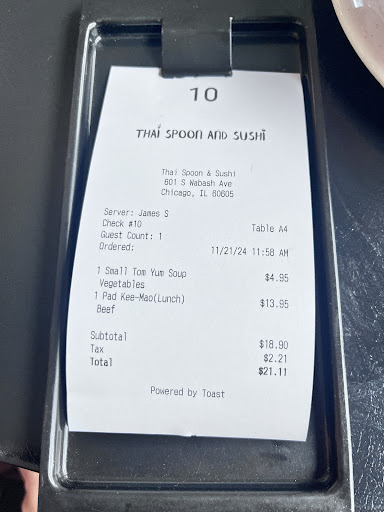 10
THAI SPOON AND SUSHI
Thai Spoon & Sushi
601 S Wabash Ave
Chicago, IL 60605
Server: James S
Check #10 Table A4
Guest Count: 1
Ordered: 11/21/24 11:58 AM
1 Small Tom Yum Soup $4.95
Vegetables
1 Pad Kee-Mao(Lunch) $13.95
Beef
Subtotal $18.90
Tax $2.21
Total $21.11
Powered by Toast